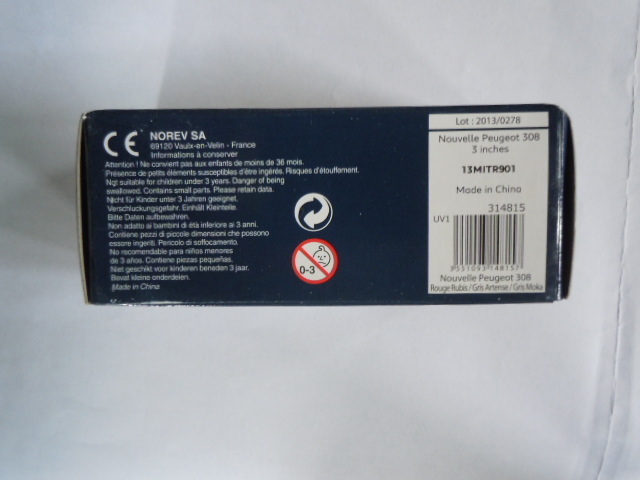 CE
NOREV SA
69120 Vaulx-en-Velin - France
Informations à conserver
Attention ! Ne convient pas aux enfants de moins de 36 mois.
Présence de petits éléments susceptibles d'être ingérés. Risques d'étouffement.
Not suitable for children under 3 years. Danger of being
swallowed. Contains small parts. Please retain data.
Nicht für Kinder unter 3 Jahren geeignet.
Verschluckungsgefahr. Einhält Kleinteile.
Bitte Daten aufbewahren.
Non adatto ai bambini di età inferiore ai 3 anni.
Contiene pezzi di piccole dimensioni che possono
essere ingeriti. Pericolo di soffocamento.
No recomendable para niños menores
de 3 años. Contiene piezas pequeñas.
Niet geschikt voor kinderen beneden 3 jaar.
Bevat kleine onderdeien.
Made in China
0-3
Lot : 2013/0278
Nouvelle Peugeot 308
3 inches
13MITR901
Made in China
314815
UV1
3 551093 148157
Nouvelle Peugeot 308
Rouge Rubis / Gris Artense / Gris Moka